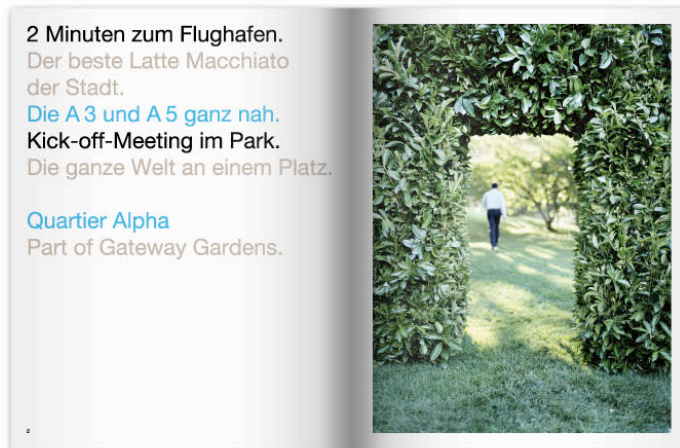 2 Minuten zum Flughafen.
Der beste Latte Macchiato
der Stadt.
Die A 3 und A 5 ganz nah.
Kick-off-Meeting im Park.
Die ganze Welt an einem Platz.
Quartier Alpha
Part of Gateway Gardens.
2